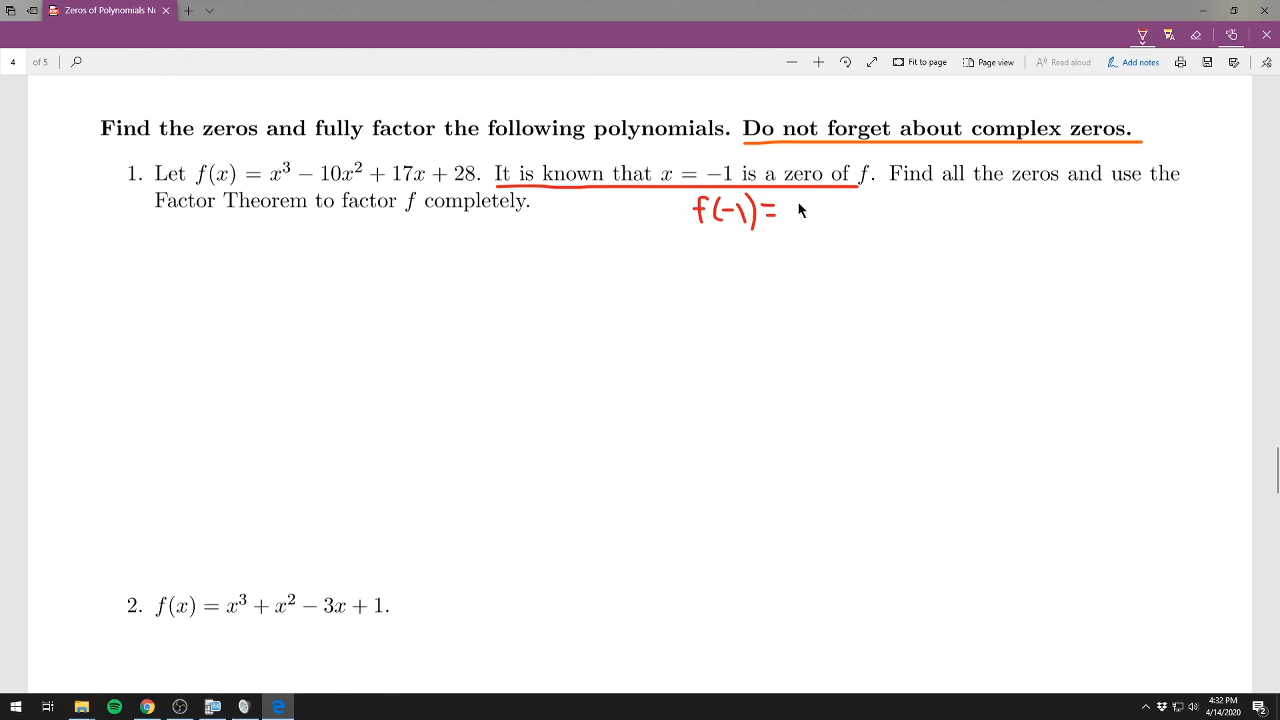 Zeros of Polynomials No
4 of 5 Fit to page Page view Read aloud Add notes
Find the zeros and fully factor the following polynomials. Do not forget about complex zeros.
1. Let f(x) = x³ − 10x² + 17x + 28. It is known that x = −1 is a zero of f. Find all the zeros and use the
Factor Theorem to factor f completely.
f(-1)=
2. f(x) = x³ + x² − 3x + 1.
4:32 PM
4/14/2020
2